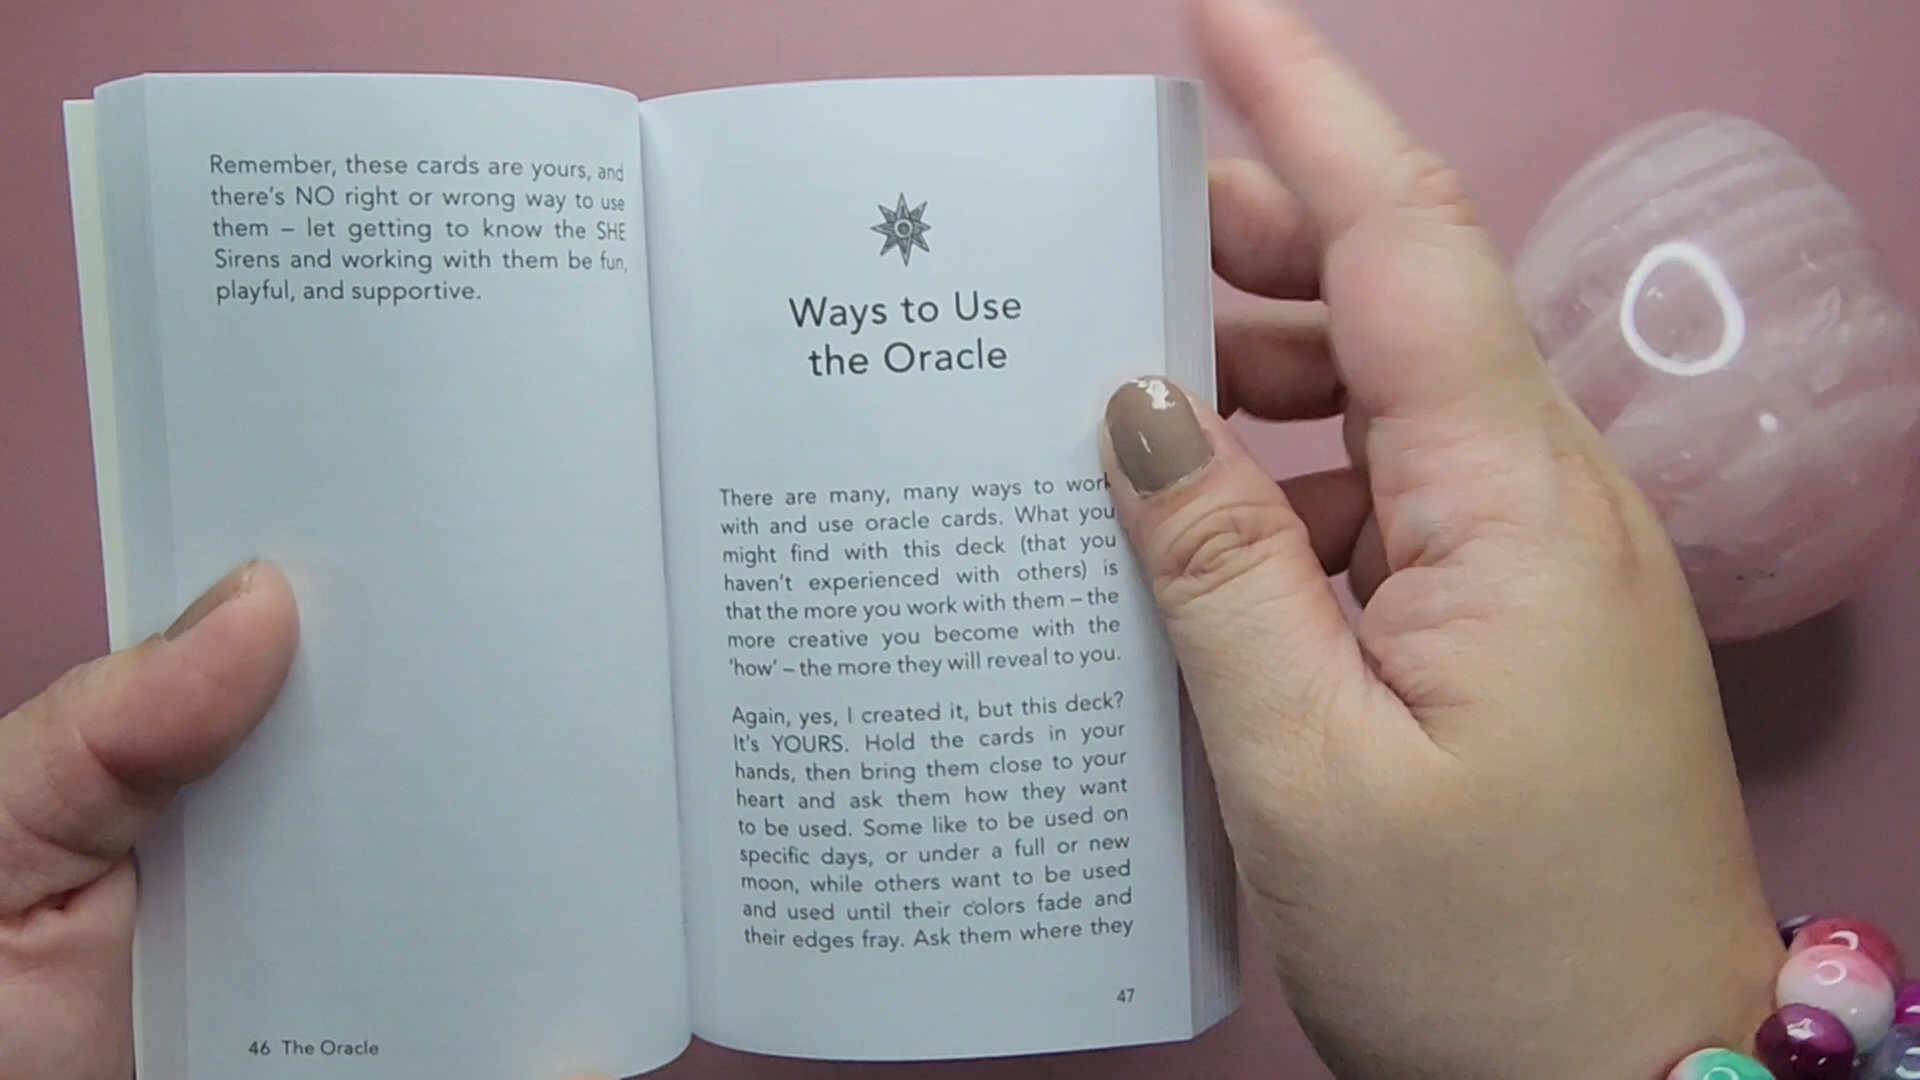 Remember, these cards are yours, and
there's NO right or wrong way to use
them – let getting to know the SHE
Sirens and working with them be fun,
playful, and supportive.
46 The Oracle
Ways to Use
the Oracle
There are many, many ways to work
with and use oracle cards. What you
might find with this deck (that you
haven't experienced with others) is
that the more you work with them – the
more creative you become with the
'how' – the more they will reveal to you.
Again, yes, I created it, but this deck?
It's YOURS. Hold the cards in your
hands, then bring them close to your
heart and ask them how they want
to be used. Some like to be used on
specific days, or under a full or new
moon, while others want to be used
and used until their colors fade and
their edges fray. Ask them where they
47